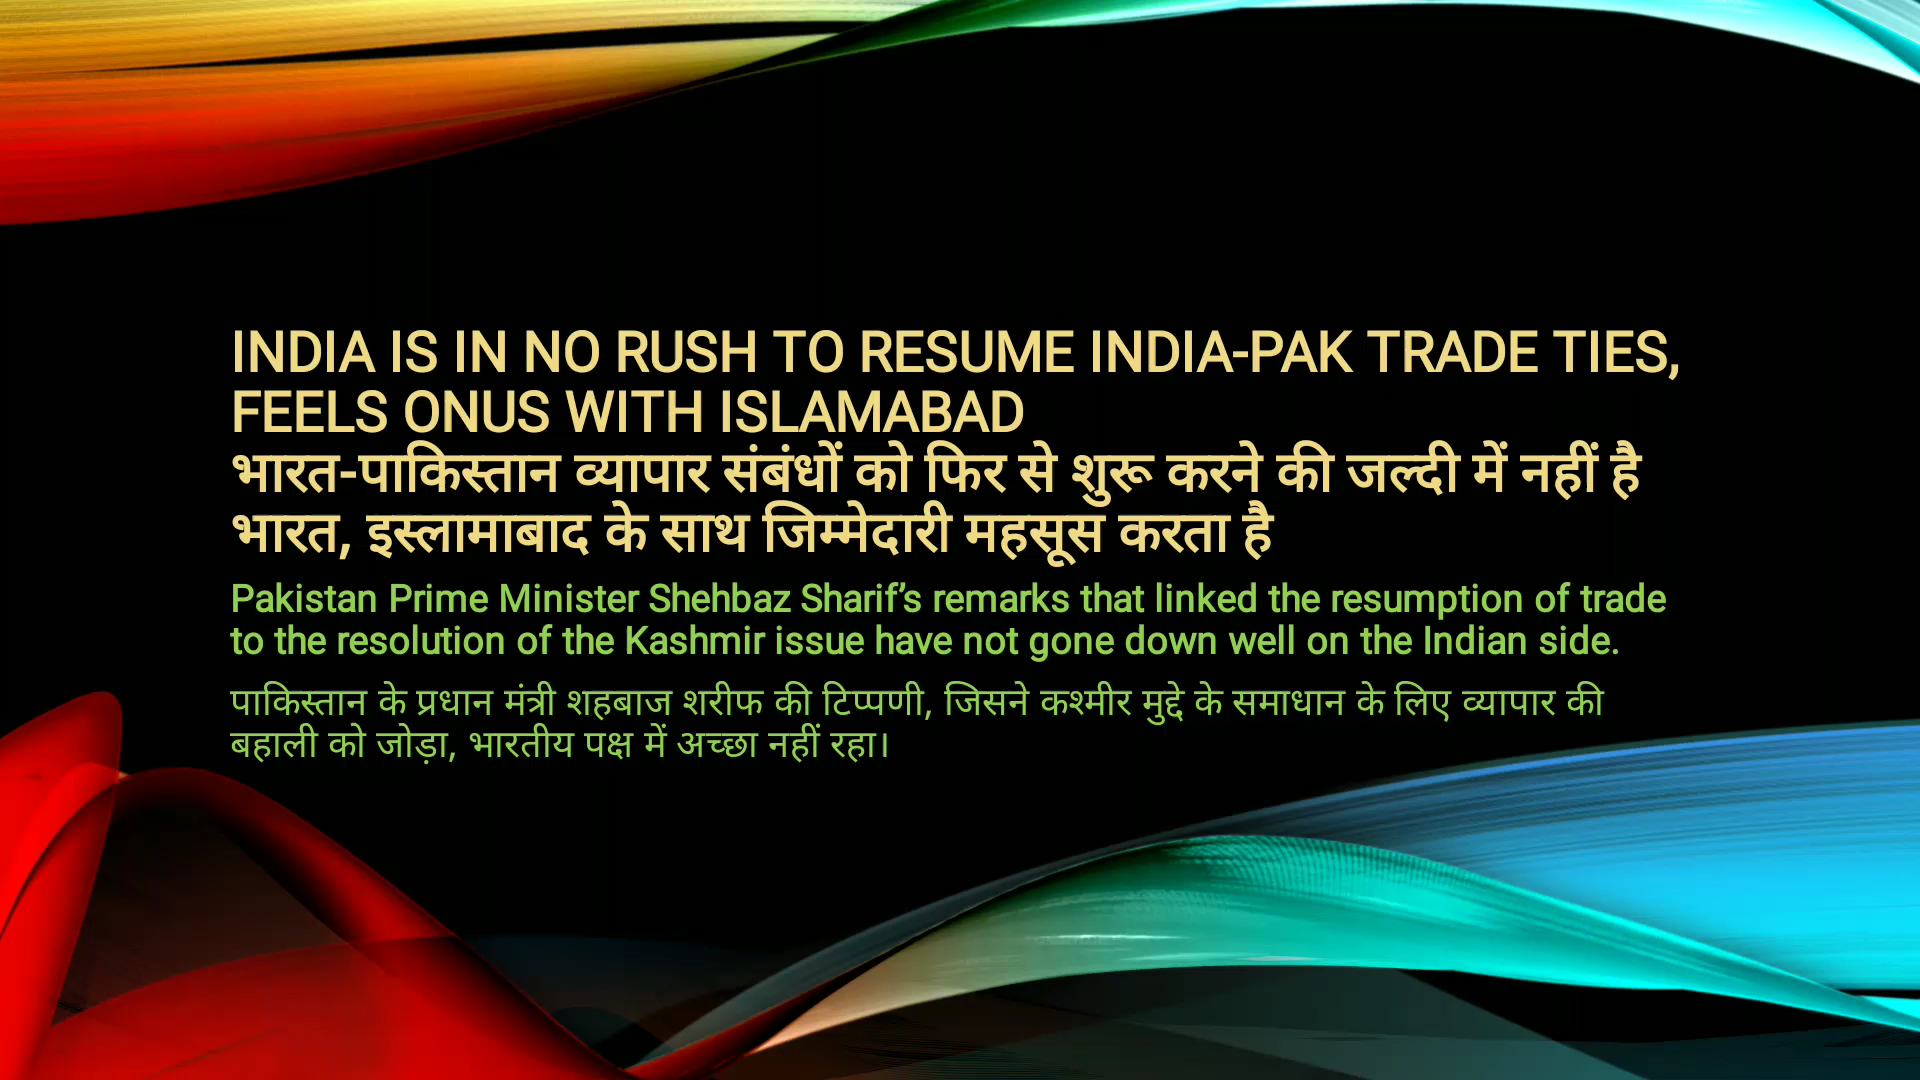 INDIA IS IN NO RUSH TO RESUME INDIA-PAK TRADE TIES,
FEELS ONUS WITH ISLAMABAD
भारत-पाकिस्तान व्यापार संबंधों को फिर से शुरू करने की जल्दी में नहीं है
भारत, इस्लामाबाद के साथ जिम्मेदारी महसूस करता है
Pakistan Prime Minister Shehbaz Sharif’s remarks that linked the resumption of trade
to the resolution of the Kashmir issue have not gone down well on the Indian side.
पाकिस्तान के प्रधान मंत्री शहबाज शरीफ की टिप्पणी, जिसने कश्मीर मुद्दे के समाधान के लिए व्यापार की
बहाली को जोड़ा, भारतीय पक्ष में अच्छा नहीं रहा।